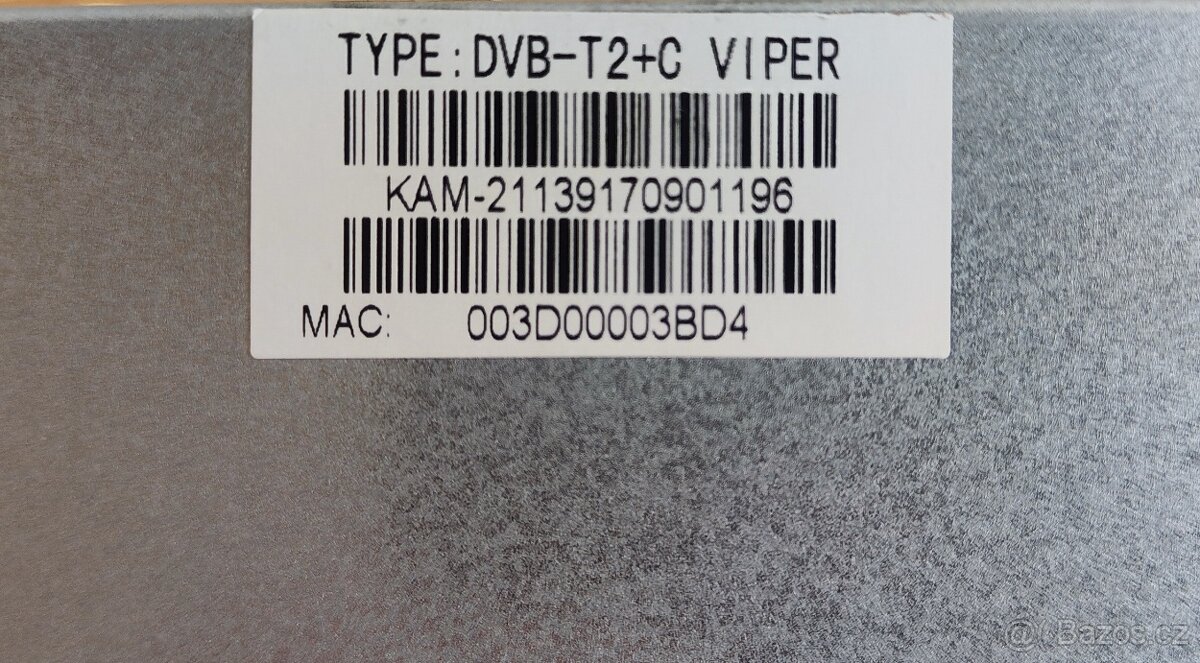 TYPE: DVB-T2+C VIPER
KAM-21139170901196
MAC: 003D00003BD4
Bazos.cz